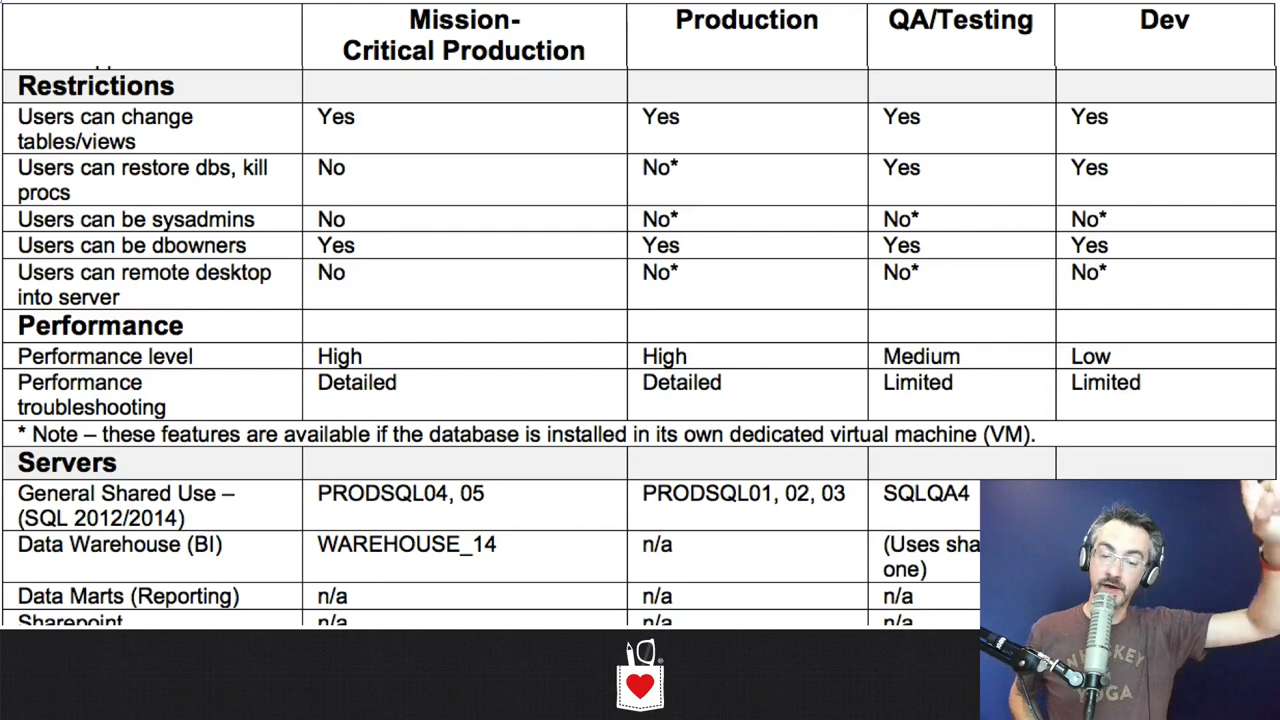 Mission-
Critical Production
Production
QA/Testing
Dev
Restrictions
Users can change
tables/views
Yes
Yes
Yes
Yes
Users can restore dbs, kill
procs
No
No*
Yes
Yes
Users can be sysadmins
No
No*
No*
No*
Users can be dbowners
Yes
Yes
Yes
Yes
Users can remote desktop
into server
No
No*
No*
No*
Performance
Performance level
High
High
Medium
Low
Performance
troubleshooting
Detailed
Detailed
Limited
Limited
* Note – these features are available if the database is installed in its own dedicated virtual machine (VM).
Servers
General Shared Use –
(SQL 2012/2014)
PRODSQL04, 05
PRODSQL01, 02, 03
SQLQA4
Data Warehouse (BI)
WAREHOUSE_14
n/a
(Uses sha
one)
Data Marts (Reporting)
n/a
n/a
n/a
Sharepoint
n/a
n/a
n/a
YOGA